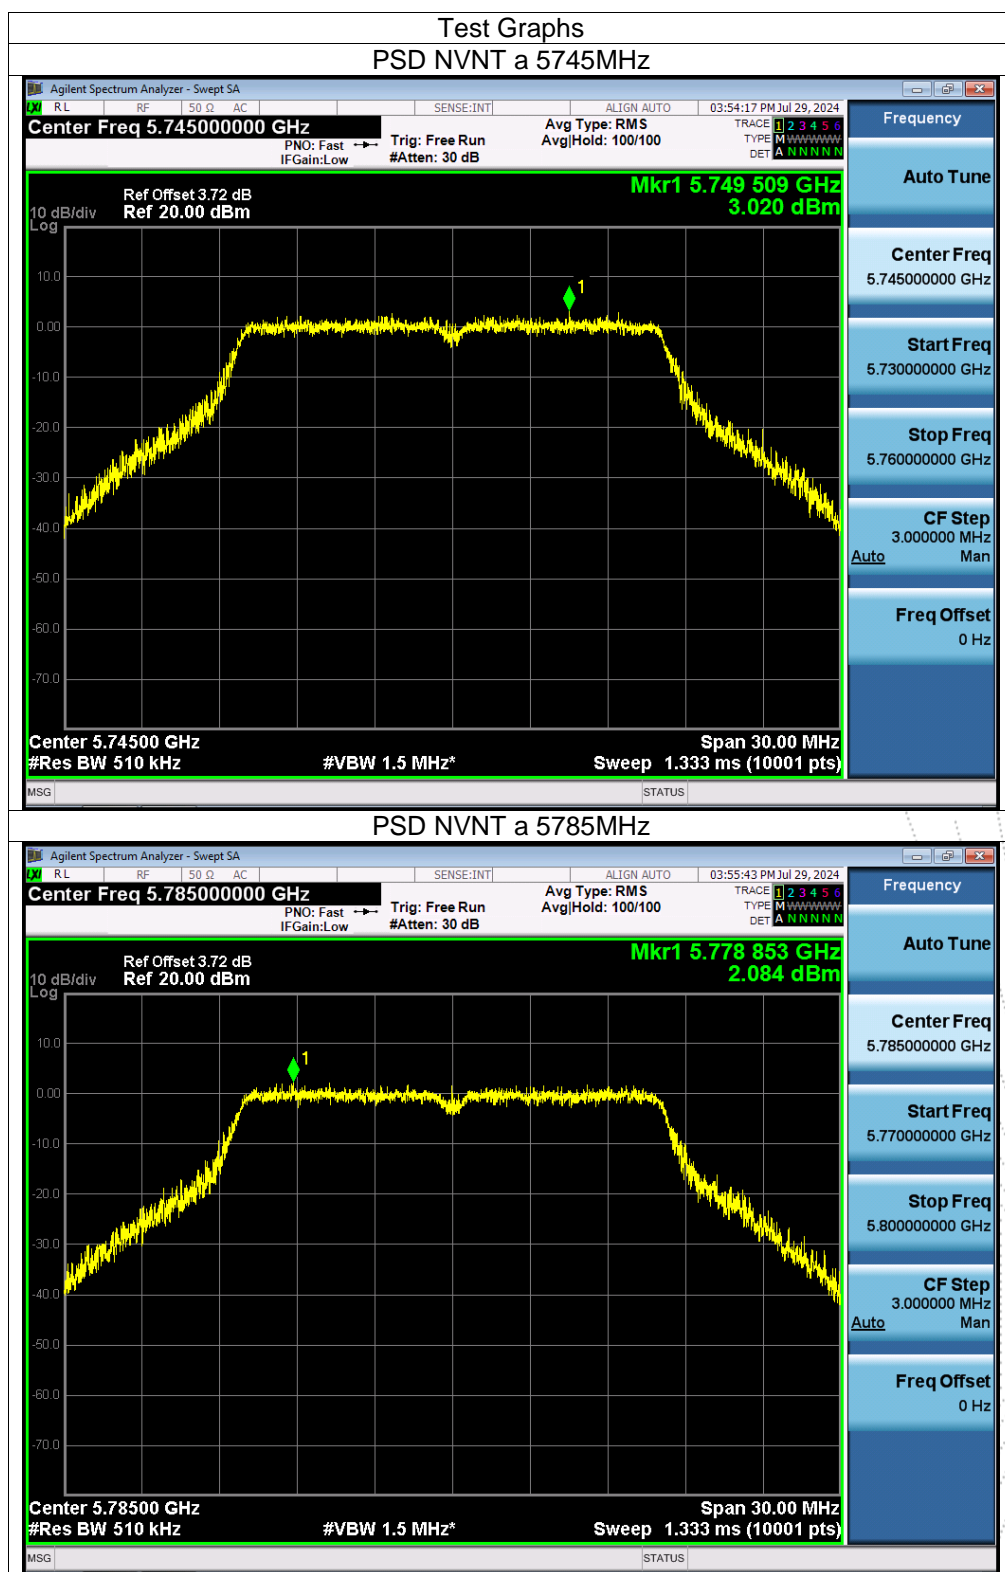 Test Graphs
PSD NVNT a 5745MHz
Agilent Spectrum Analyzer - Swept SA
LXI RL RF 50 Ω AC SENSE:INT ALIGN AUTO 03:54:17 PM Jul 29, 2024
Center Freq 5.745000000 GHz
PNO: Fast
IFGain:Low
Trig: Free Run
#Atten: 30 dB
Avg Type: RMS
Avg|Hold: 100/100
TRACE 1 2 3 4 5 6
TYPE M WWWWW
DET A N N N N N
Ref Offset 3.72 dB
Ref 20.00 dBm
10 dB/div
Log
Mkr1 5.749 509 GHz
3.020 dBm
1
10.0
0.00
-10.0
-20.0
-30.0
-40.0
-50.0
-60.0
-70.0
Center 5.74500 GHz
Span 30.00 MHz
#Res BW 510 kHz
#VBW 1.5 MHz*
Sweep 1.333 ms (10001 pts)
MSG
STATUS
Frequency
Auto Tune
Center Freq
5.745000000 GHz
Start Freq
5.730000000 GHz
Stop Freq
5.760000000 GHz
CF Step
3.000000 MHz
Auto Man
Freq Offset
0 Hz
PSD NVNT a 5785MHz
Agilent Spectrum Analyzer - Swept SA
LXI RL RF 50 Ω AC SENSE:INT ALIGN AUTO 03:55:43 PM Jul 29, 2024
Center Freq 5.785000000 GHz
PNO: Fast
IFGain:Low
Trig: Free Run
#Atten: 30 dB
Avg Type: RMS
Avg|Hold: 100/100
TRACE 1 2 3 4 5 6
TYPE M WWWWW
DET A N N N N N
Ref Offset 3.72 dB
Ref 20.00 dBm
10 dB/div
Log
Mkr1 5.778 853 GHz
2.084 dBm
1
10.0
0.00
-10.0
-20.0
-30.0
-40.0
-50.0
-60.0
-70.0
Center 5.78500 GHz
Span 30.00 MHz
#Res BW 510 kHz
#VBW 1.5 MHz*
Sweep 1.333 ms (10001 pts)
MSG
STATUS
Frequency
Auto Tune
Center Freq
5.785000000 GHz
Start Freq
5.770000000 GHz
Stop Freq
5.800000000 GHz
CF Step
3.000000 MHz
Auto Man
Freq Offset
0 Hz